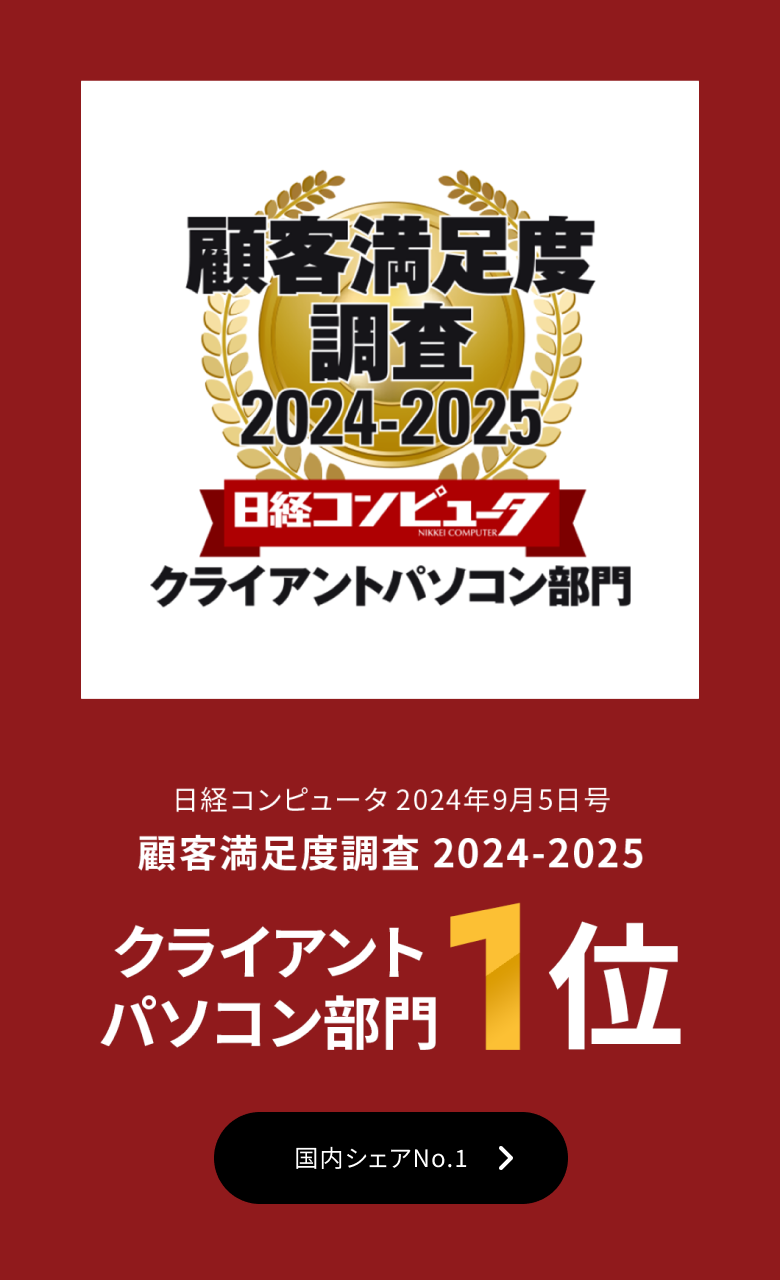 顧客満足度
調査
2024-2025
日経コンピュータ
NIKKEI COMPUTER
クライアントパソコン部門
日経コンピュータ 2024年9月5日号
顧客満足度調査 2024-2025
クライアント
パソコン部門
1位
国内シェアNo.1